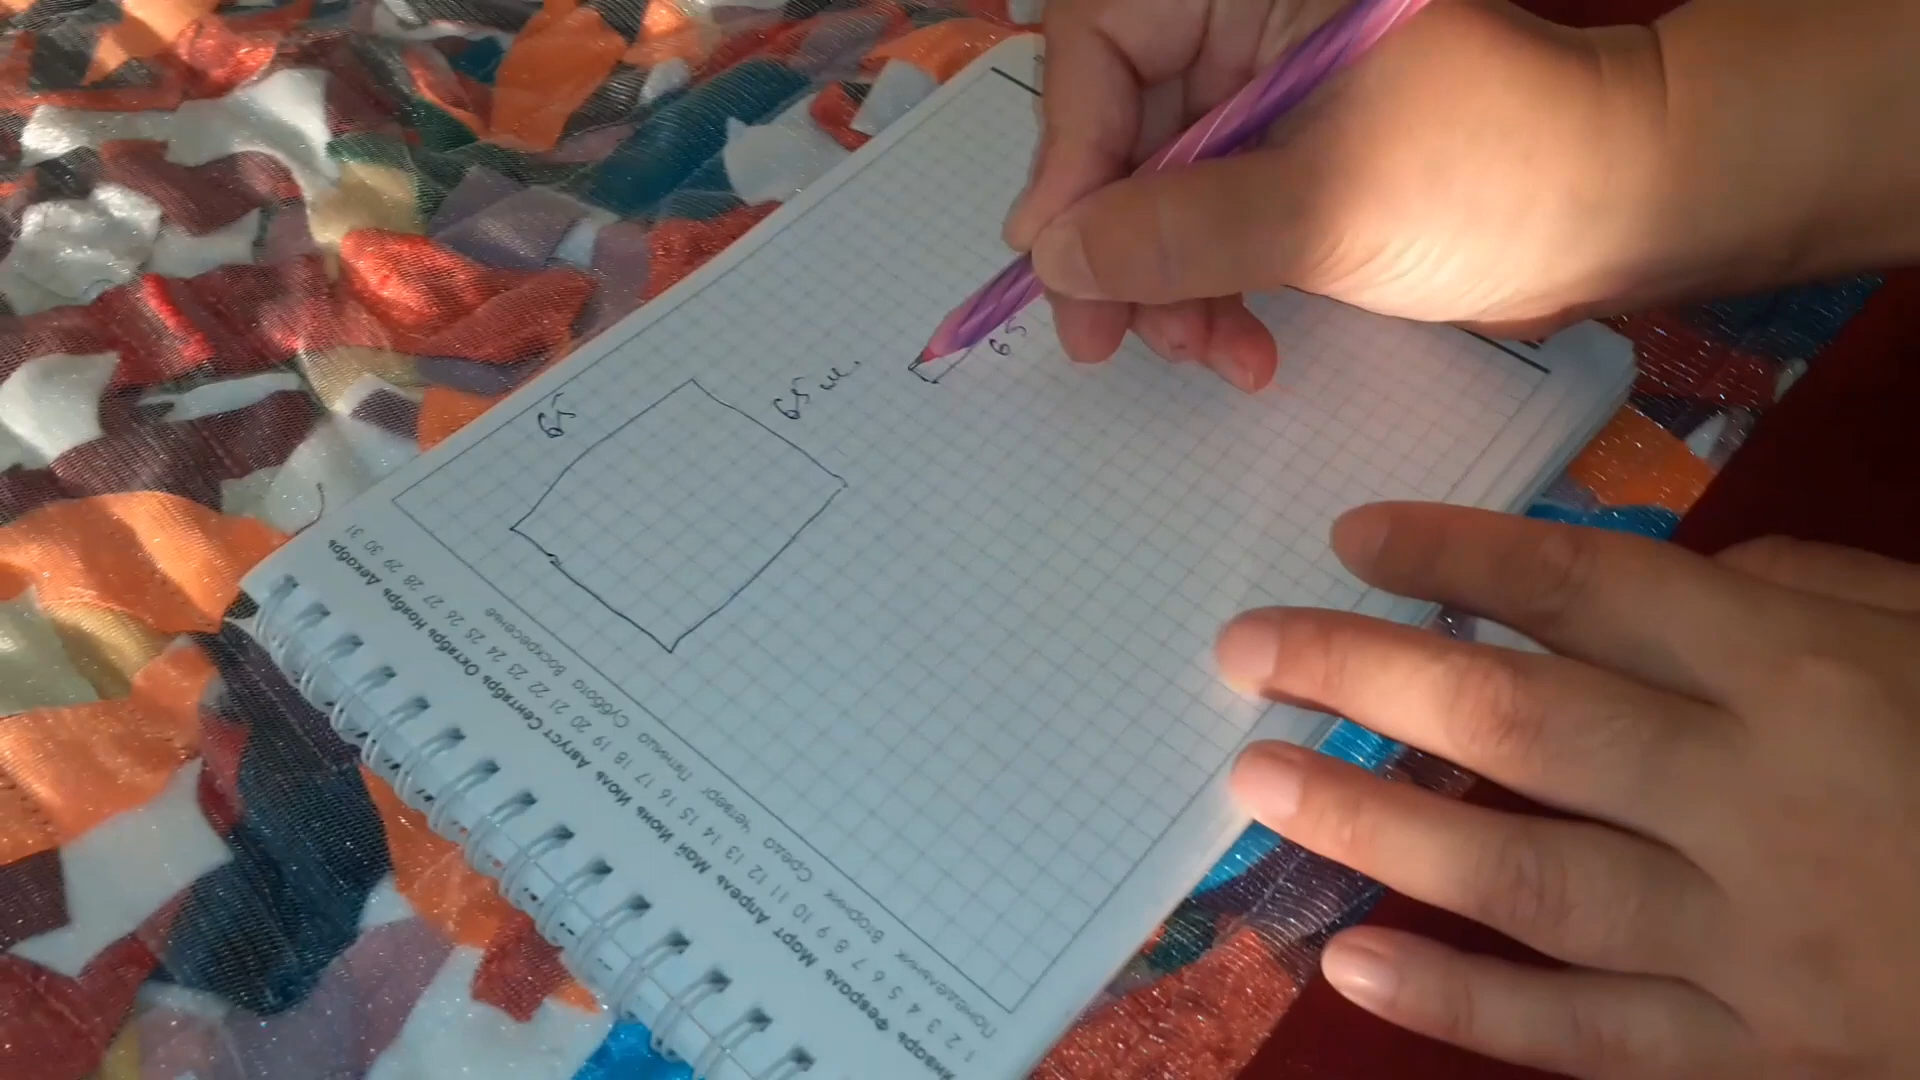 65
65 м.
65
Январь Февраль Март Апрель Май Июнь Июль Август Сентябрь Октябрь Ноябрь Декабрь
1 2 3 4 5 6 7 8 9 10 11 12 13 14 15 16 17 18 19 20 21 22 23 24 25 26 27 28 29 30 31
Понедельник Вторник Среда Четверг Пятница Суббота Воскресенье